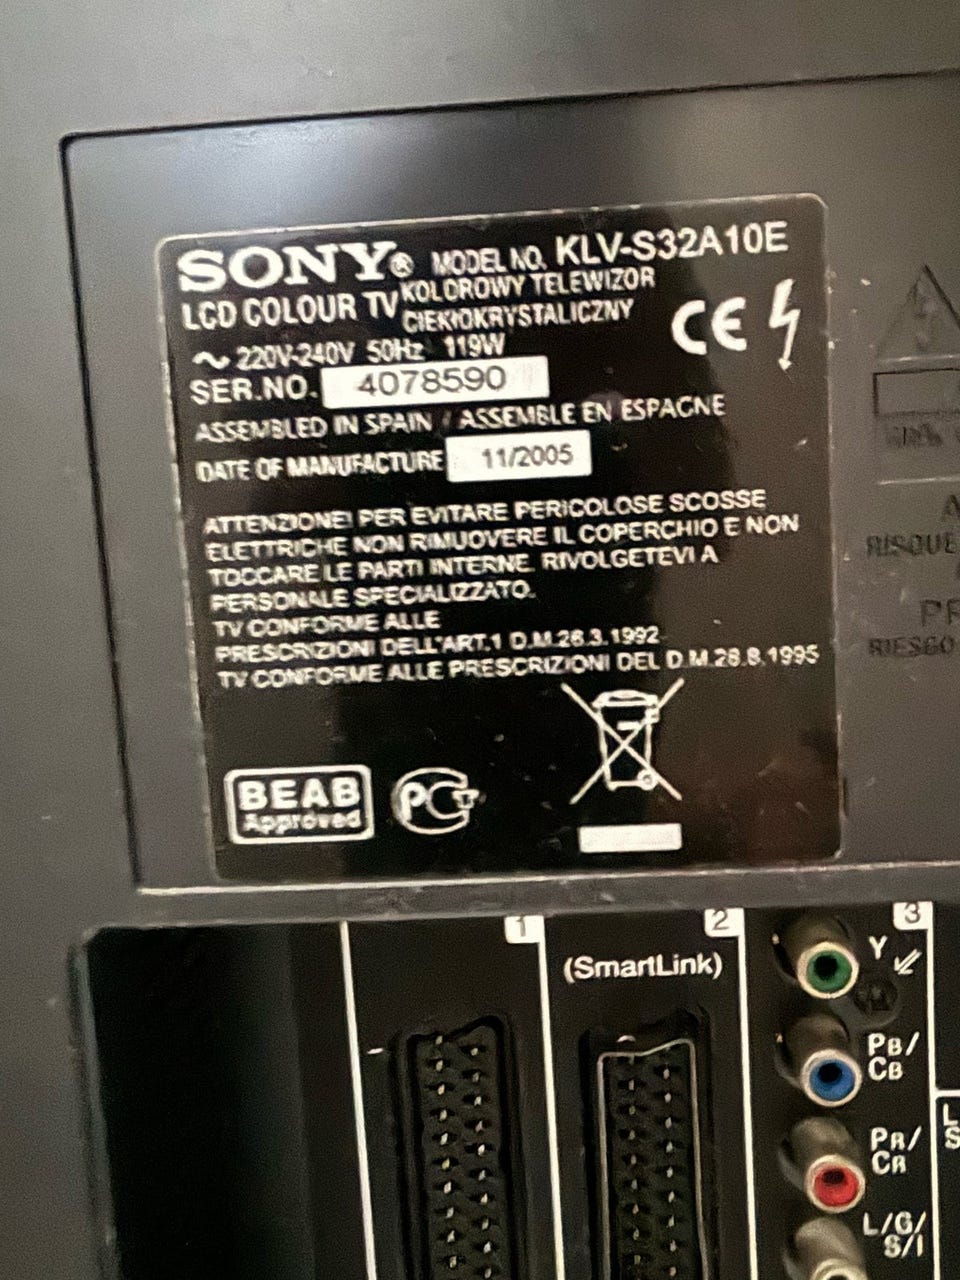 SONY® MODEL NO. KLV-S32A10E
LCD COLOUR TV KOLOROWY TELEWIZOR
CIEKŁOKRYSTALICZNY
CE
~ 220V-240V 50Hz 119W
SER.NO. 4078590
ASSEMBLED IN SPAIN / ASSEMBLE EN ESPAGNE
DATE OF MANUFACTURE 11/2005
ATTENZIONE! PER EVITARE PERICOLOSE SCOSSE
ELETTRICHE NON RIMUOVERE IL COPERCHIO E NON
TOCCARE LE PARTI INTERNE. RIVOLGETEVI A
PERSONALE SPECIALIZZATO.
TV CONFORME ALLE
PRESCRIZIONI DELL'ART.1 D.M.26.3.1992
TV CONFORME ALLE PRESCRIZIONI DEL D.M.28.8.1995
BEAB
Approved
RISQUE
RIESGO
1
2
3
(SmartLink)
Y
PB/
CB
PR/
CR
L/G/
S/I
L
S